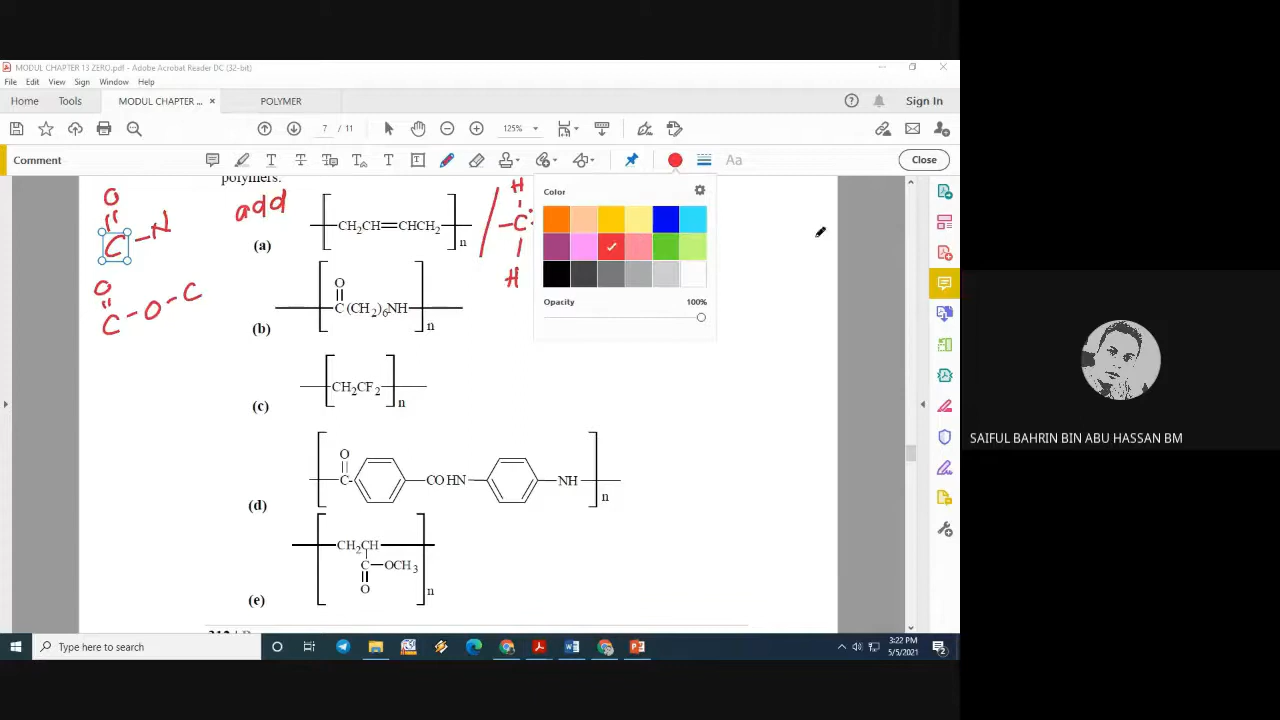 MODUL CHAPTER 13 ZERO.pdf - Adobe Acrobat Reader DC (32-bit)
File Edit View Sign Window Help
Home Tools MODUL CHAPTER ... × POLYMER Sign In
7 / 11 125%
Comment Aa Close
polymers.
add
(a) CH₂CH=CHCH₂ n
H
C
H
O
C - N
O
C - O - C
Color
Opacity 100%
O
(b) C(CH₂)₆NH n
(c) CH₂CF₂ n
O
(d) C- COHN NH n
CH₂CH
C—OCH₃
O
(e) n
Type here to search
3:22 PM
5/5/2021
2
SAIFUL BAHRIN BIN ABU HASSAN BM